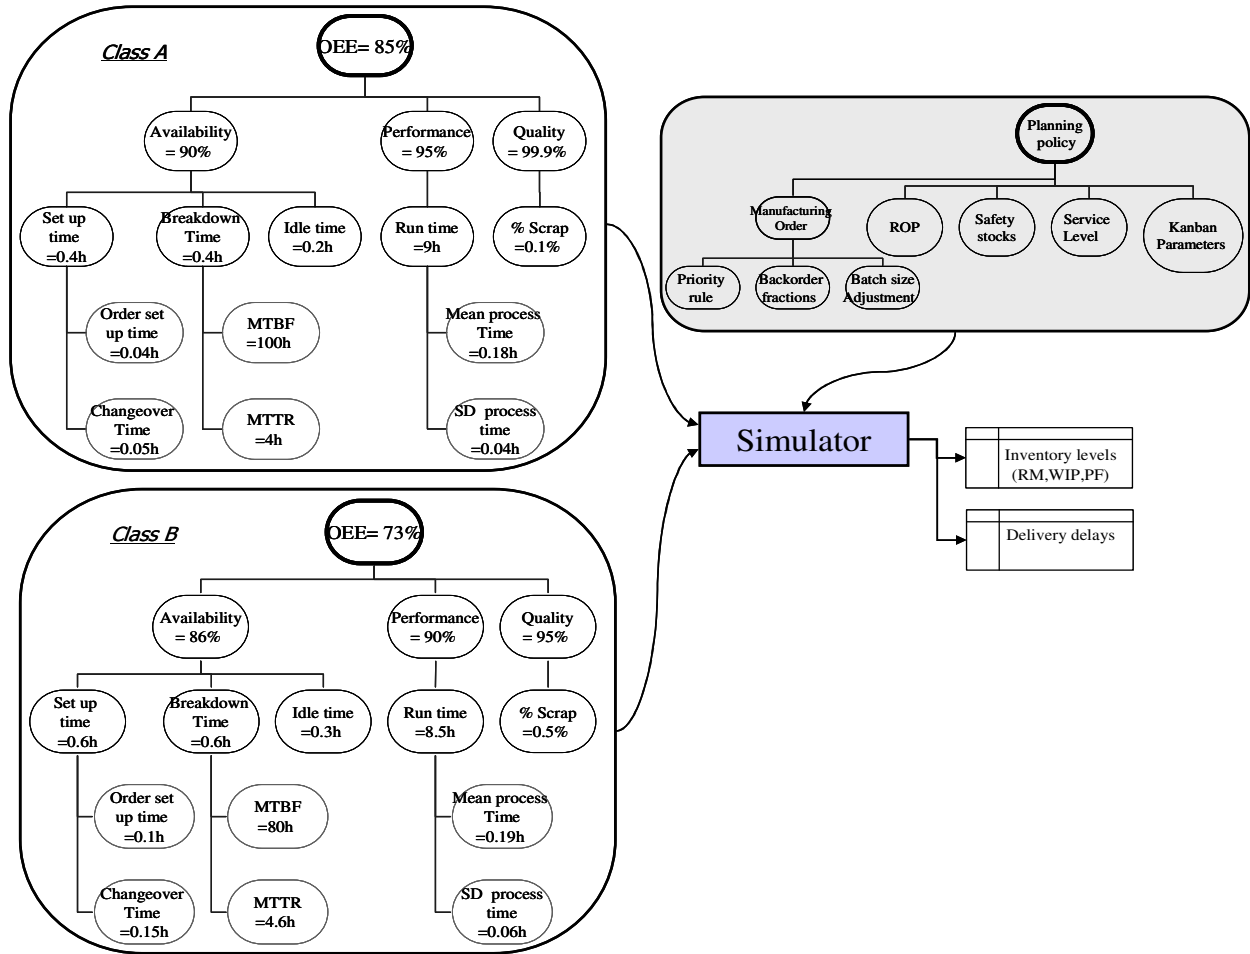 Class A
OEE= 85%
Availability
= 90%
Performance
= 95%
Quality
= 99.9%
Set up
time
=0.4h
Breakdown
Time
=0.4h
Idle time
=0.2h
Run time
=9h
% Scrap
=0.1%
Order set
up time
=0.04h
MTBF
=100h
Mean process
Time
=0.18h
Changeover
Time
=0.05h
MTTR
=4h
SD process
time
=0.04h
Planning
policy
Manufacturing
Order
ROP
Safety
stocks
Service
Level
Kanban
Parameters
Priority
rule
Backorder
fractions
Batch size
Adjustment
Simulator
Inventory levels
(RM,WIP,PF)
Delivery delays
Class B
OEE= 73%
Availability
= 86%
Performance
= 90%
Quality
= 95%
Set up
time
=0.6h
Breakdown
Time
=0.6h
Idle time
=0.3h
Run time
=8.5h
% Scrap
=0.5%
Order set
up time
=0.1h
MTBF
=80h
Mean process
Time
=0.19h
Changeover
Time
=0.15h
MTTR
=4.6h
SD process
time
=0.06h